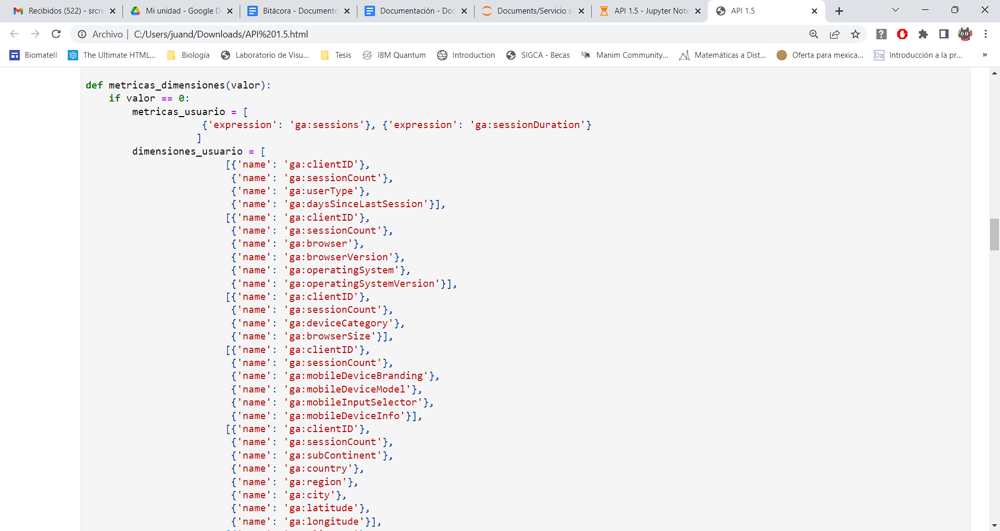 Recibidos (522) - srcre
Mi unidad - Google D
Bitácora - Documento
Documentación - Doc
Documents/Servicio s
API 1.5 - Jupyter Note
API 1.5
Archivo
C:/Users/juand/Downloads/API%201.5.html
Biomatell
The Ultimate HTML...
Biología
Laboratorio de Visu...
Tesis
IBM Quantum
Introduction
SIGCA - Becas
Manim Community...
Matemáticas a Dist...
Oferta para mexica...
Da
Introducción a la pr...
»
def metricas_dimensiones(valor):
    if valor == 0:
        metricas_usuario = [
                    {'expression': 'ga:sessions'}, {'expression': 'ga:sessionDuration'}
                   ]
        dimensiones_usuario = [
                        [{'name': 'ga:clientID'},
                         {'name': 'ga:sessionCount'},
                         {'name': 'ga:userType'},
                         {'name': 'ga:daysSinceLastSession'}],
                        [{'name': 'ga:clientID'},
                         {'name': 'ga:sessionCount'},
                         {'name': 'ga:browser'},
                         {'name': 'ga:browserVersion'},
                         {'name': 'ga:operatingSystem'},
                         {'name': 'ga:operatingSystemVersion'}],
                        [{'name': 'ga:clientID'},
                         {'name': 'ga:sessionCount'},
                         {'name': 'ga:deviceCategory'},
                         {'name': 'ga:browserSize'}],
                        [{'name': 'ga:clientID'},
                         {'name': 'ga:sessionCount'},
                         {'name': 'ga:mobileDeviceBranding'},
                         {'name': 'ga:mobileDeviceModel'},
                         {'name': 'ga:mobileInputSelector'},
                         {'name': 'ga:mobileDeviceInfo'}],
                        [{'name': 'ga:clientID'},
                         {'name': 'ga:sessionCount'},
                         {'name': 'ga:subContinent'},
                         {'name': 'ga:country'},
                         {'name': 'ga:region'},
                         {'name': 'ga:city'},
                         {'name': 'ga:latitude'},
                         {'name': 'ga:longitude'}],